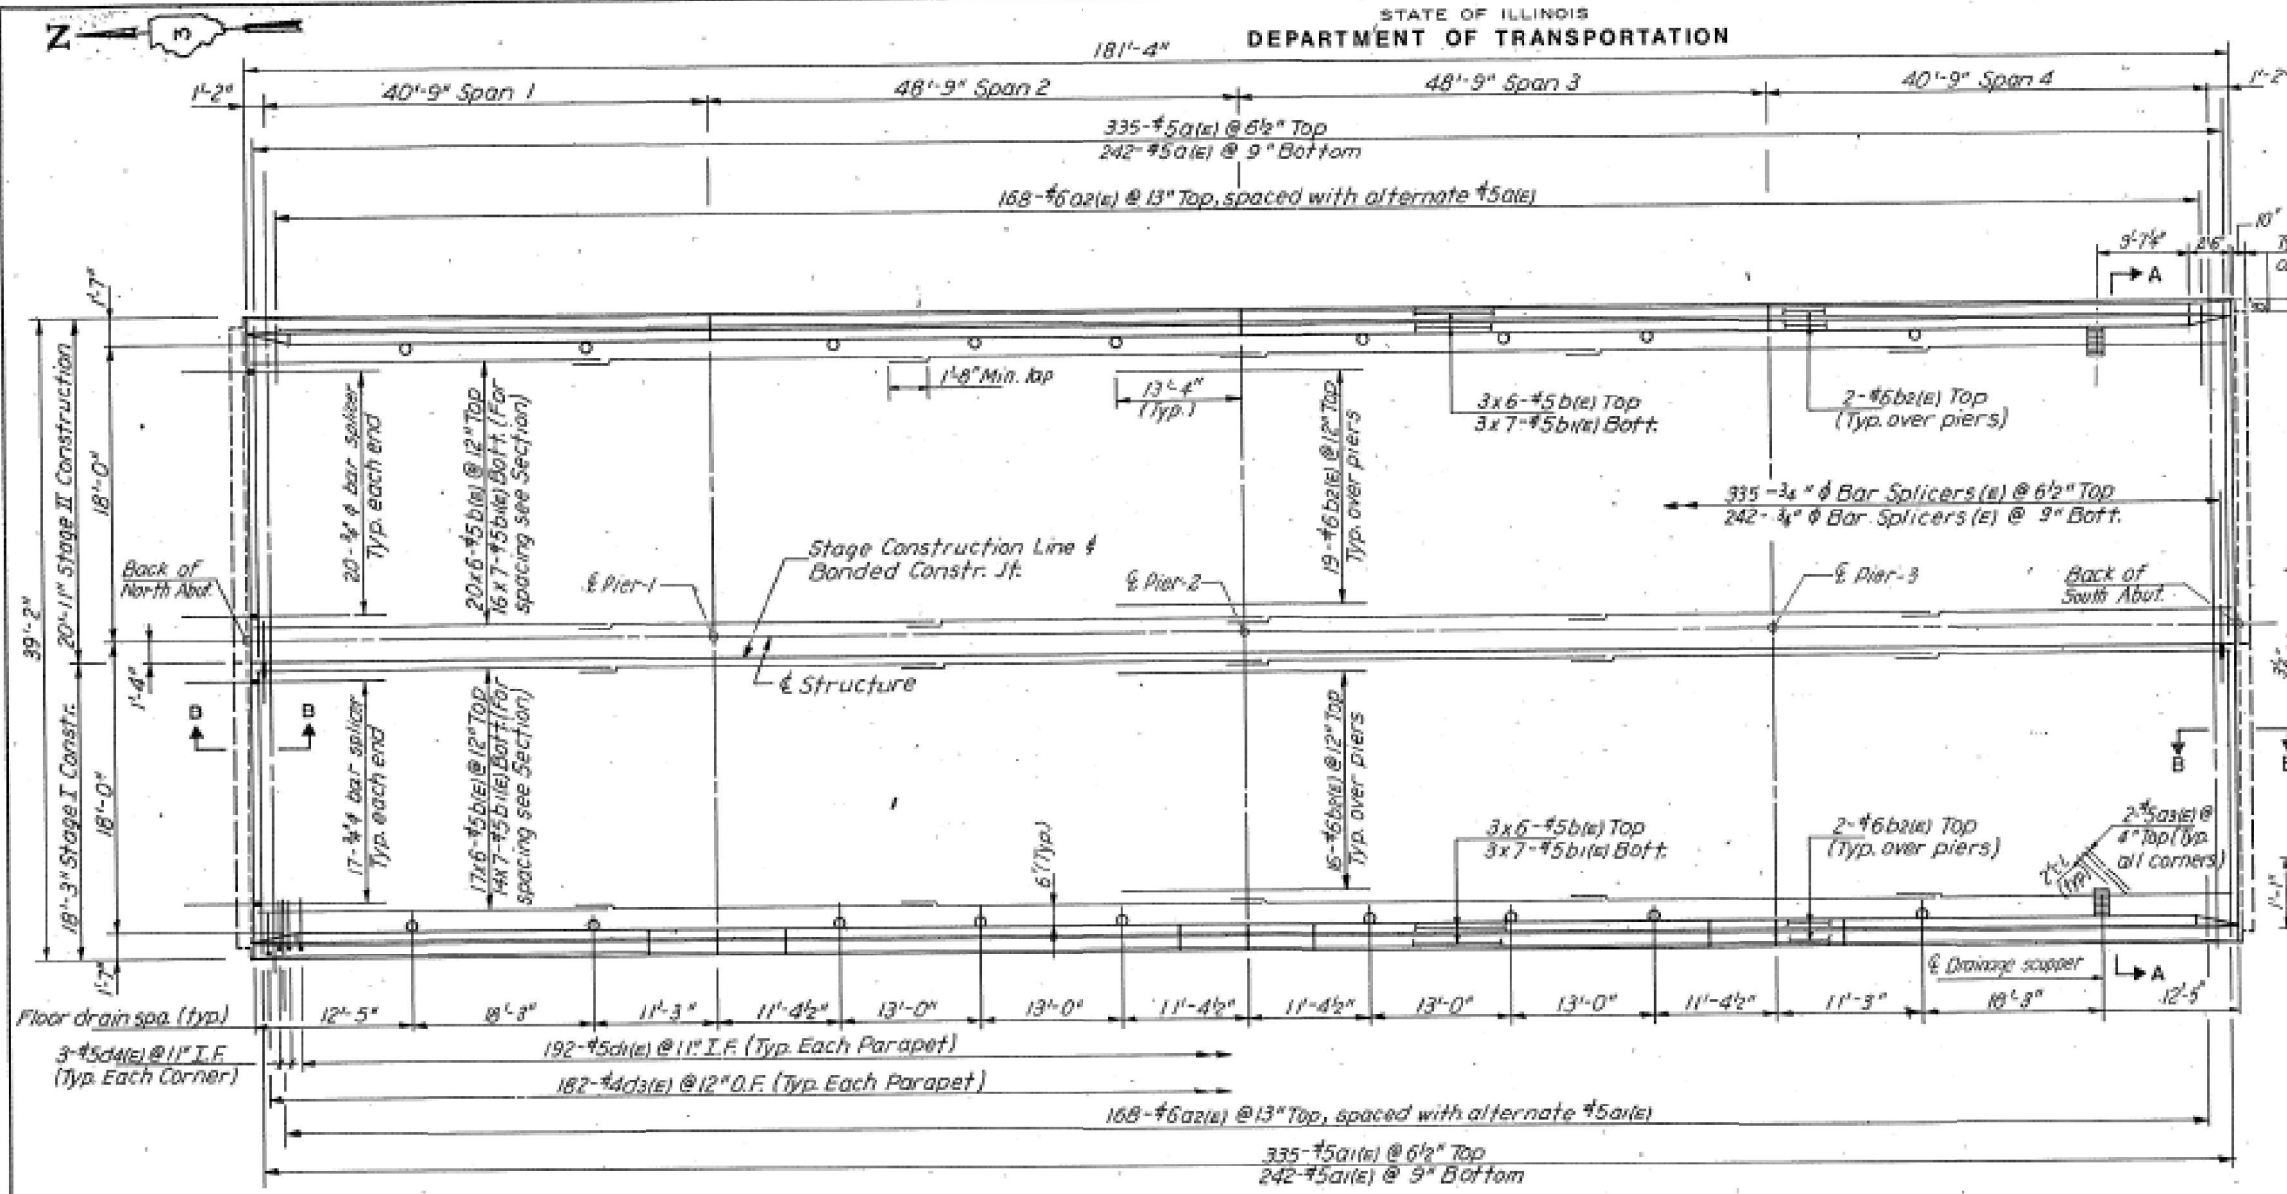 STATE OF ILLINOIS
DEPARTMENT OF TRANSPORTATION
Z
3
181'-4"
1'-2"
40'-9" Span 1
48'-9" Span 2
48'-9" Span 3
40'-9" Span 4
1'-2"
335-#5a(E) @ 6½" Top
242-#5a(E) @ 9" Bottom
168-#6a2(E) @ 13" Top, spaced with alternate #5a(E)
10"
9'-7¼"
2'-6"
A
1'-7"
18'-0"
20'-11" Stage II Construction
39'-2"
20-¾"ϕ bar splicer
Typ. each end
20x6-#5b(E) @ 12" Top
16x7-#5b1(E) Bott. (For
spacing see Section)
1'-8" Min. lap
13'-4"
(Typ.)
19-#6b2(E) @ 12" Top
Typ. over piers
3x6-#5b(E) Top
3x7-#5b1(E) Bott.
2-#6b2(E) Top
(Typ. over piers)
335-¾"ϕ Bar Splicers (E) @ 6½" Top
242-¾"ϕ Bar Splicers (E) @ 9" Bott.
Back of
North Abut.
℄ Pier-1
Stage Construction Line &
Bonded Constr. Jt.
℄ Pier-2
℄ Pier-3
Back of
South Abut.
℄ Structure
1'-4"
B
B
18'-3" Stage I Constr.
18'-0"
1'-7"
17-¾"ϕ bar splicer
Typ. each end
17x6-#5b(E) @ 12" Top
14x7-#5b1(E) Bott. (For
spacing see Section)
6" (Typ.)
16-#6b2(E) @ 12" Top
Typ. over piers
3x6-#5b(E) Top
3x7-#5b1(E) Bott.
2-#6b2(E) Top
(Typ. over piers)
B
2-#5a3(E) @
4" Top (Typ.
all corners)
(Typ)
1'-1"
℄ Drainage scupper
A
Floor drain spa. (typ.)
12'-5"
18'-3"
11'-3"
11'-4½"
13'-0"
13'-0"
11'-4½"
11'-4½"
13'-0"
13'-0"
11'-4½"
11'-3"
18'-3"
12'-5"
3-#5d4(E) @ 11" I.F.
(Typ. Each Corner)
192-#5d1(E) @ 11" I.F. (Typ. Each Parapet)
182-#4d3(E) @ 12" O.F. (Typ. Each Parapet)
168-#6a2(E) @ 13" Top, spaced with alternate #5a1(E)
335-#5a1(E) @ 6½" Top
242-#5a1(E) @ 9" Bottom